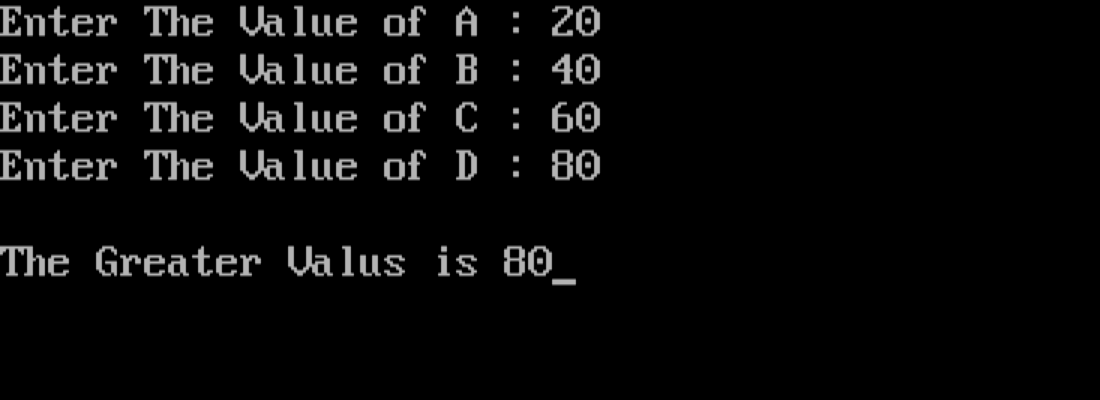 Enter The Value of A : 20
Enter The Value of B : 40
Enter The Value of C : 60
Enter The Value of D : 80
The Greater Valus is 80_